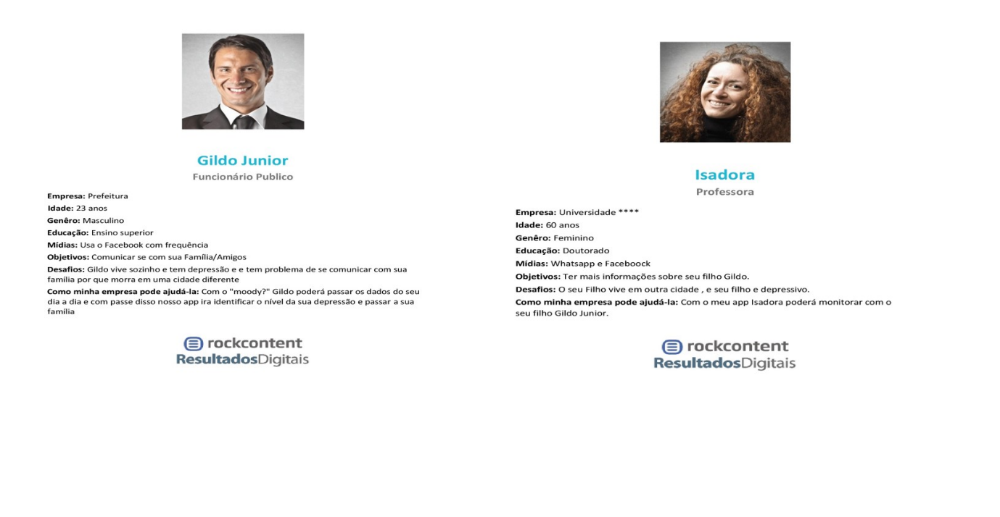 Gildo Junior
Funcionário Publico
Empresa: Prefeitura
Idade: 23 anos
Genêro: Masculino
Educação: Ensino superior
Mídias: Usa o Facebook com frequência
Objetivos: Comunicar se com sua Família/Amigos
Desafios: Gildo vive sozinho e tem depressão e e tem problema de se comunicar com sua
família por que morra em uma cidade diferente
Como minha empresa pode ajudá-la: Com o "moody?" Gildo poderá passar os dados do seu
dia a dia e com passe disso nosso app ira identificar o nível da sua depressão e passar a sua
família
rockcontent
ResultadosDigitais
Isadora
Professora
Empresa: Universidade ****
Idade: 60 anos
Genêro: Feminino
Educação: Doutorado
Mídias: Whatsapp e Faceboock
Objetivos: Ter mais informações sobre seu filho Gildo.
Desafios: O seu Filho vive em outra cidade , e seu filho e depressivo.
Como minha empresa pode ajudá-la: Com o meu app Isadora poderá monitorar com o
seu filho Gildo Junior.
rockcontent
ResultadosDigitais